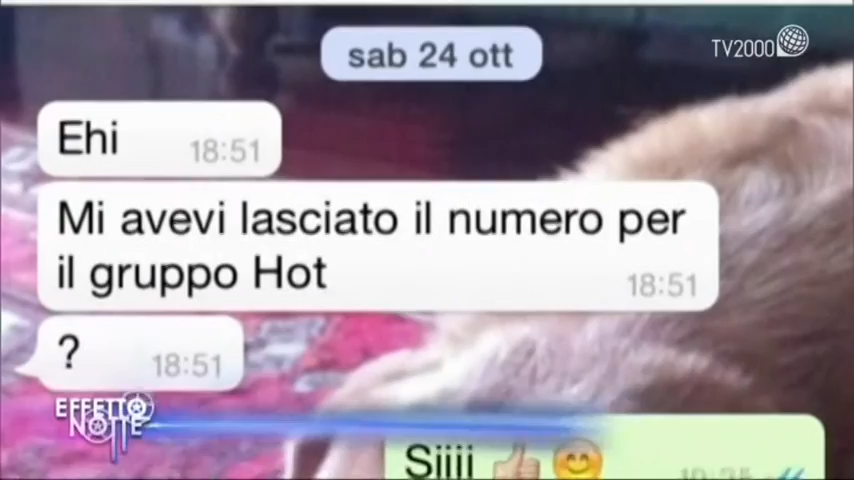 TV2000
sab 24 ott
Ehi
18:51
Mi avevi lasciato il numero per
il gruppo Hot
18:51
?
18:51
EFFETTO
NOTTE
Siiii 👍 😊